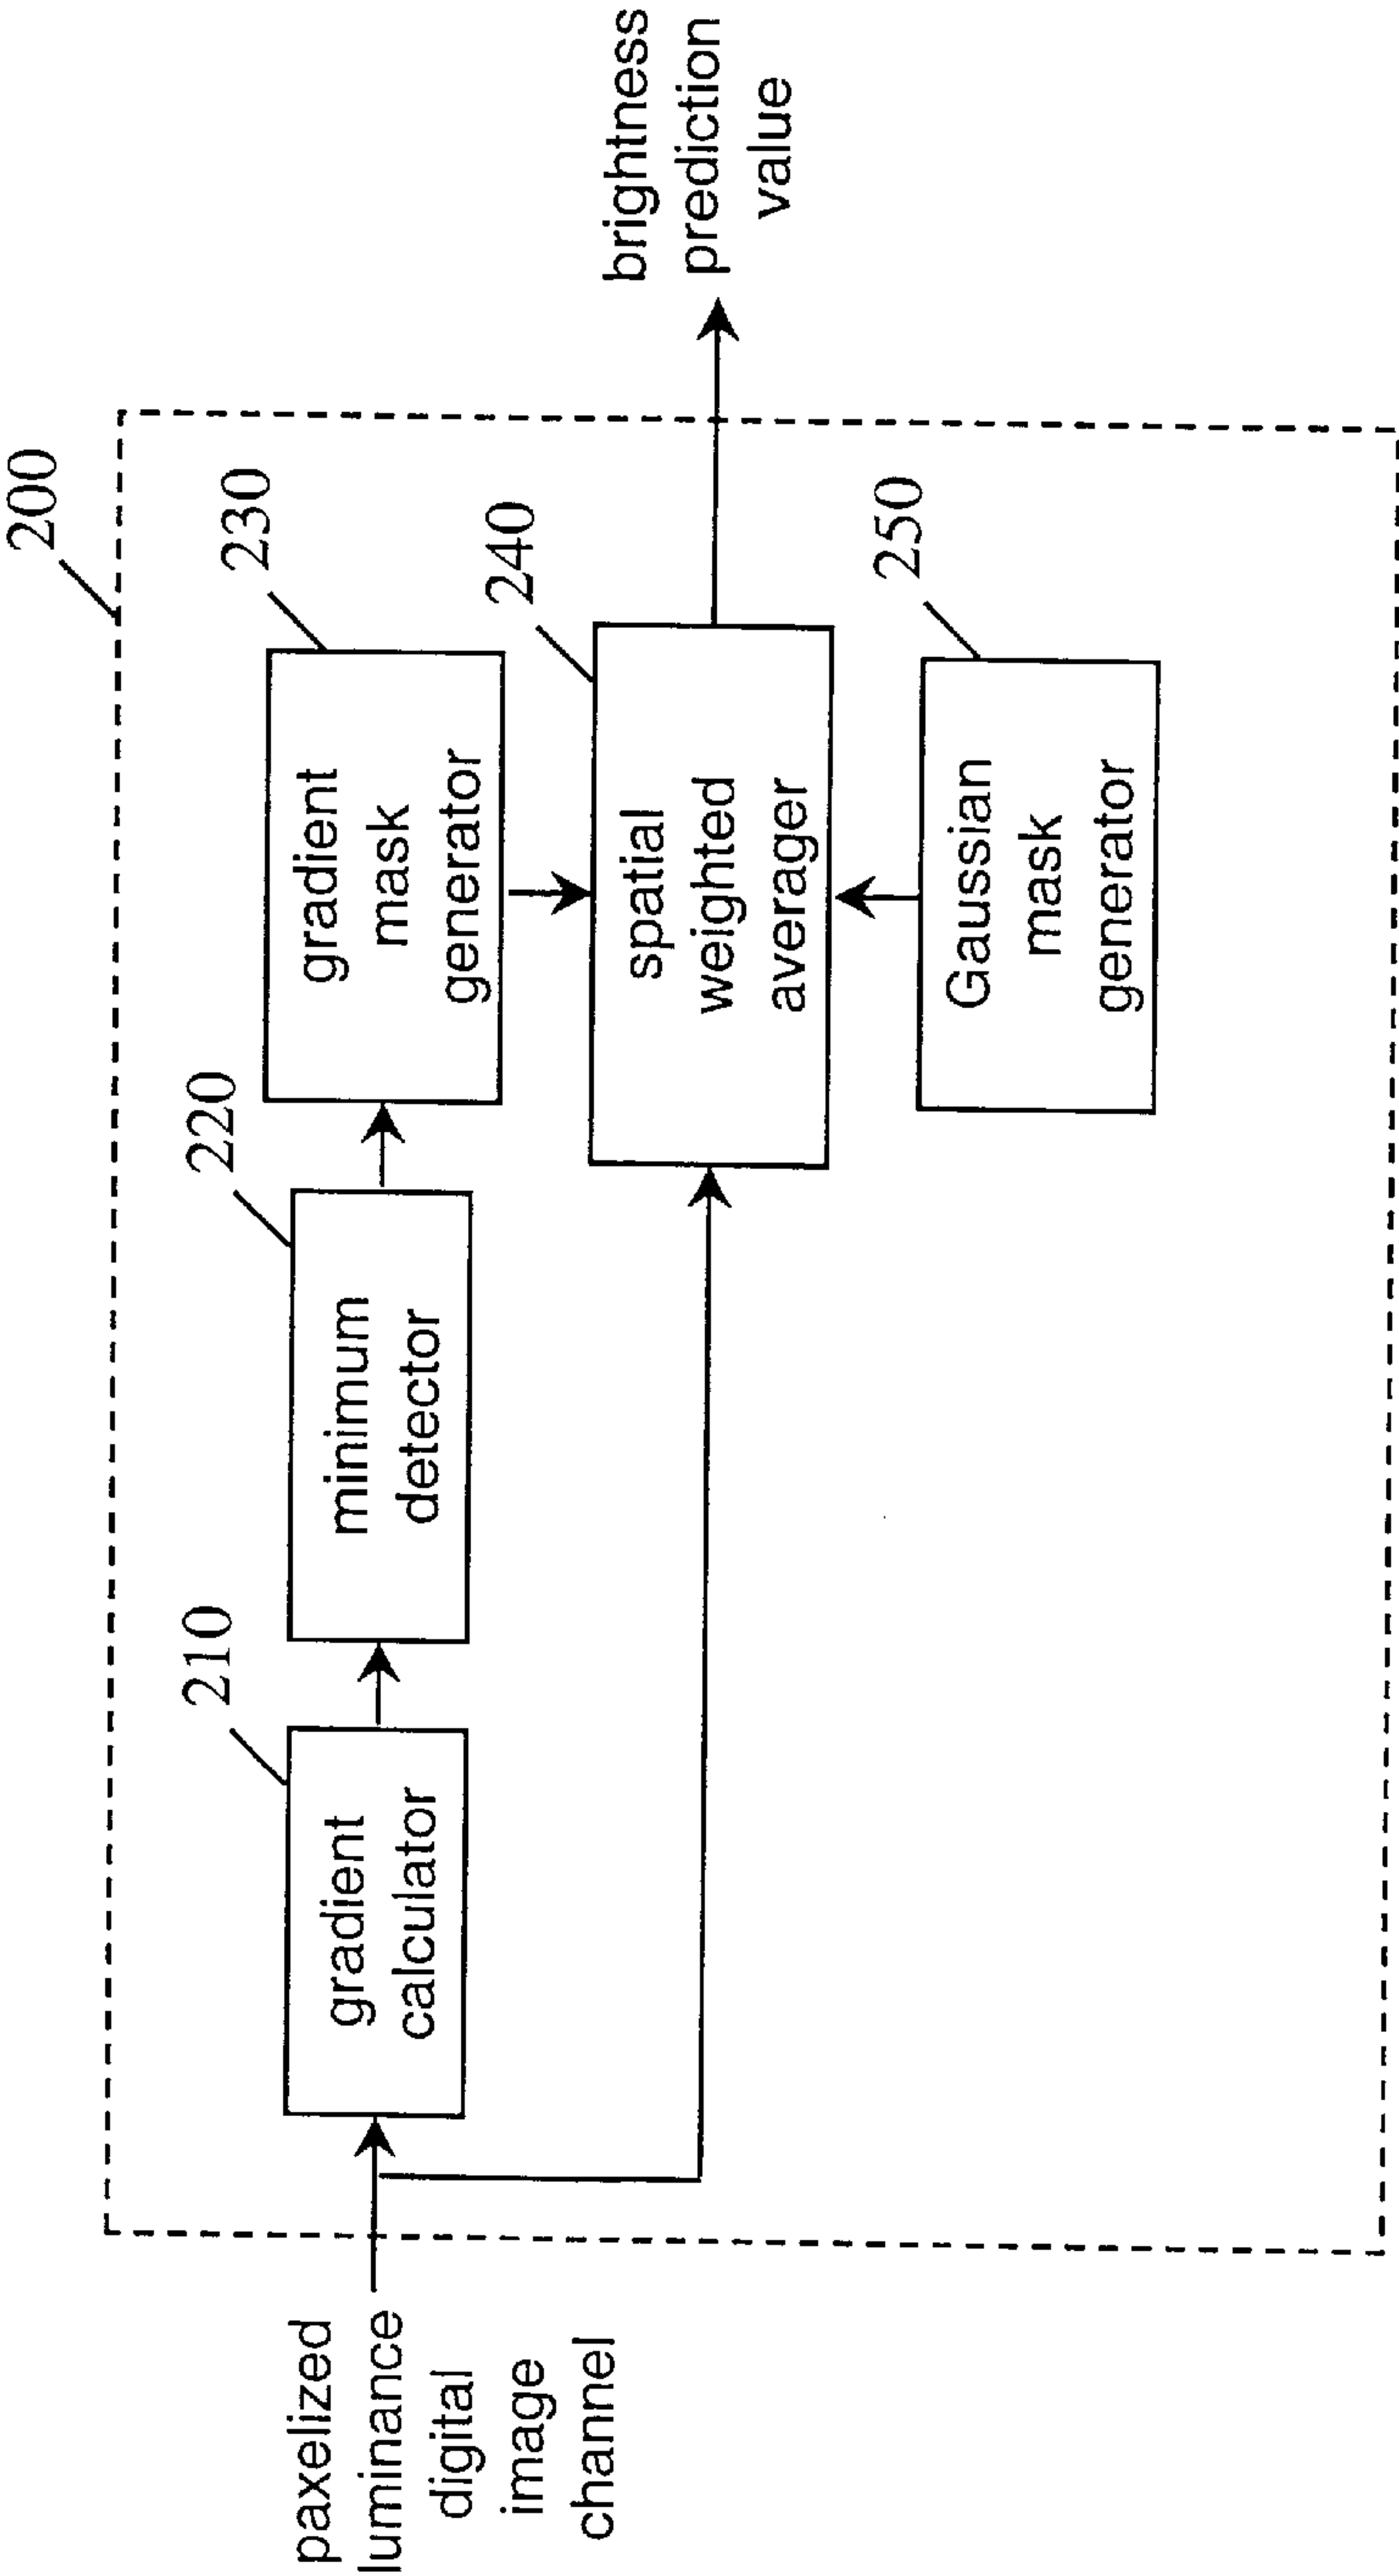 200
210
220
230
240
250
paxelized
luminance
digital
image
channel
gradient
calculator
minimum
detector
gradient
mask
generator
spatial
weighted
averager
Gaussian
mask
generator
brightness
prediction
value